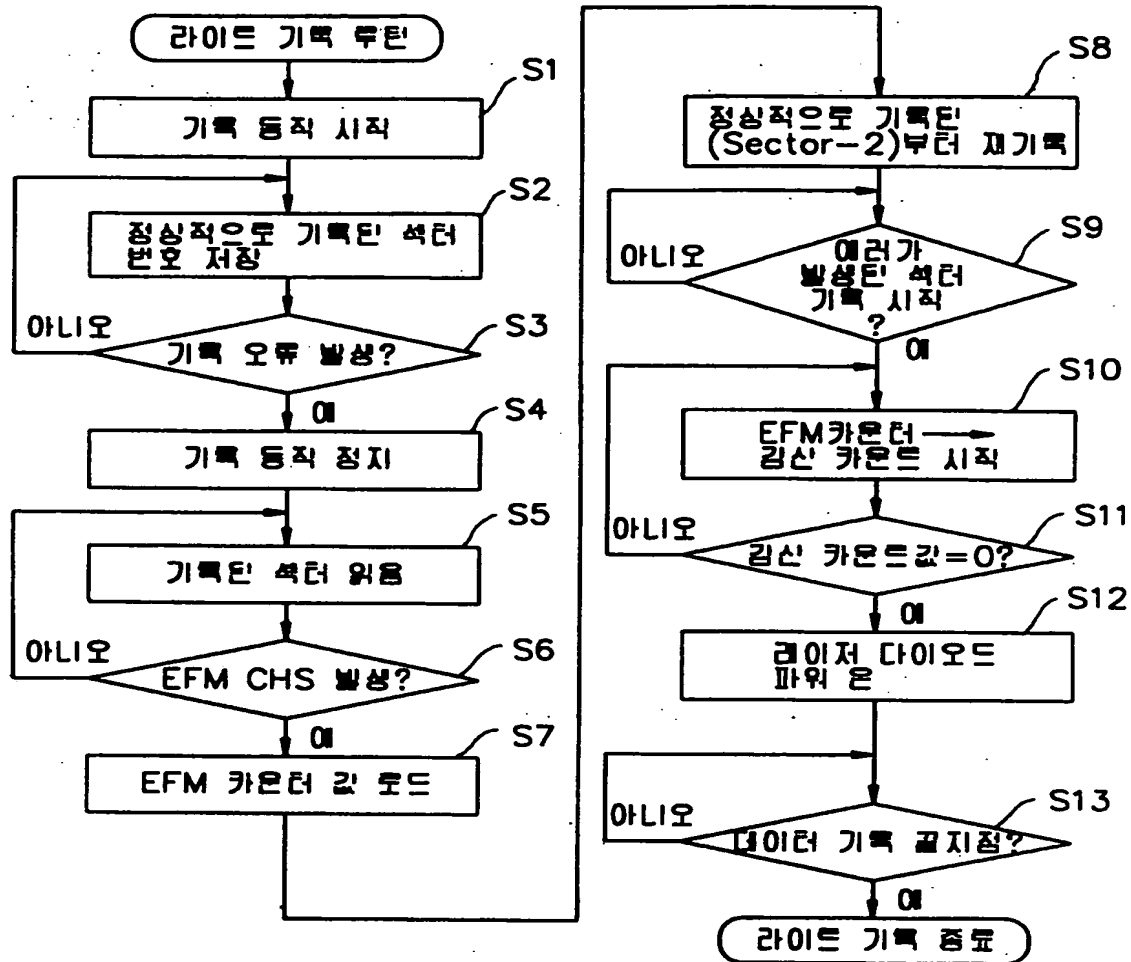 라이트 기록 루틴
S1
기록 동작 시작
S2
정상적으로 기록된 섹터
번호 저장
아니오
S3
기록 오류 발생?
예
S4
기록 동작 정지
S5
기록된 섹터 읽음
아니오
S6
EFM CHS 발생?
예
S7
EFM 카운터 값 로드
S8
정상적으로 기록된
(Sector-2)부터 재기록
S9
아니오
에러가
발생된 섹터
기록 시작
?
예
S10
EFM카운터
감산 카운트 시작
S11
아니오
감산 카운트값=0?
예
S12
레이저 다이오드
파워 온
S13
아니오
데이터 기록 끝지점?
예
라이트 기록 종료